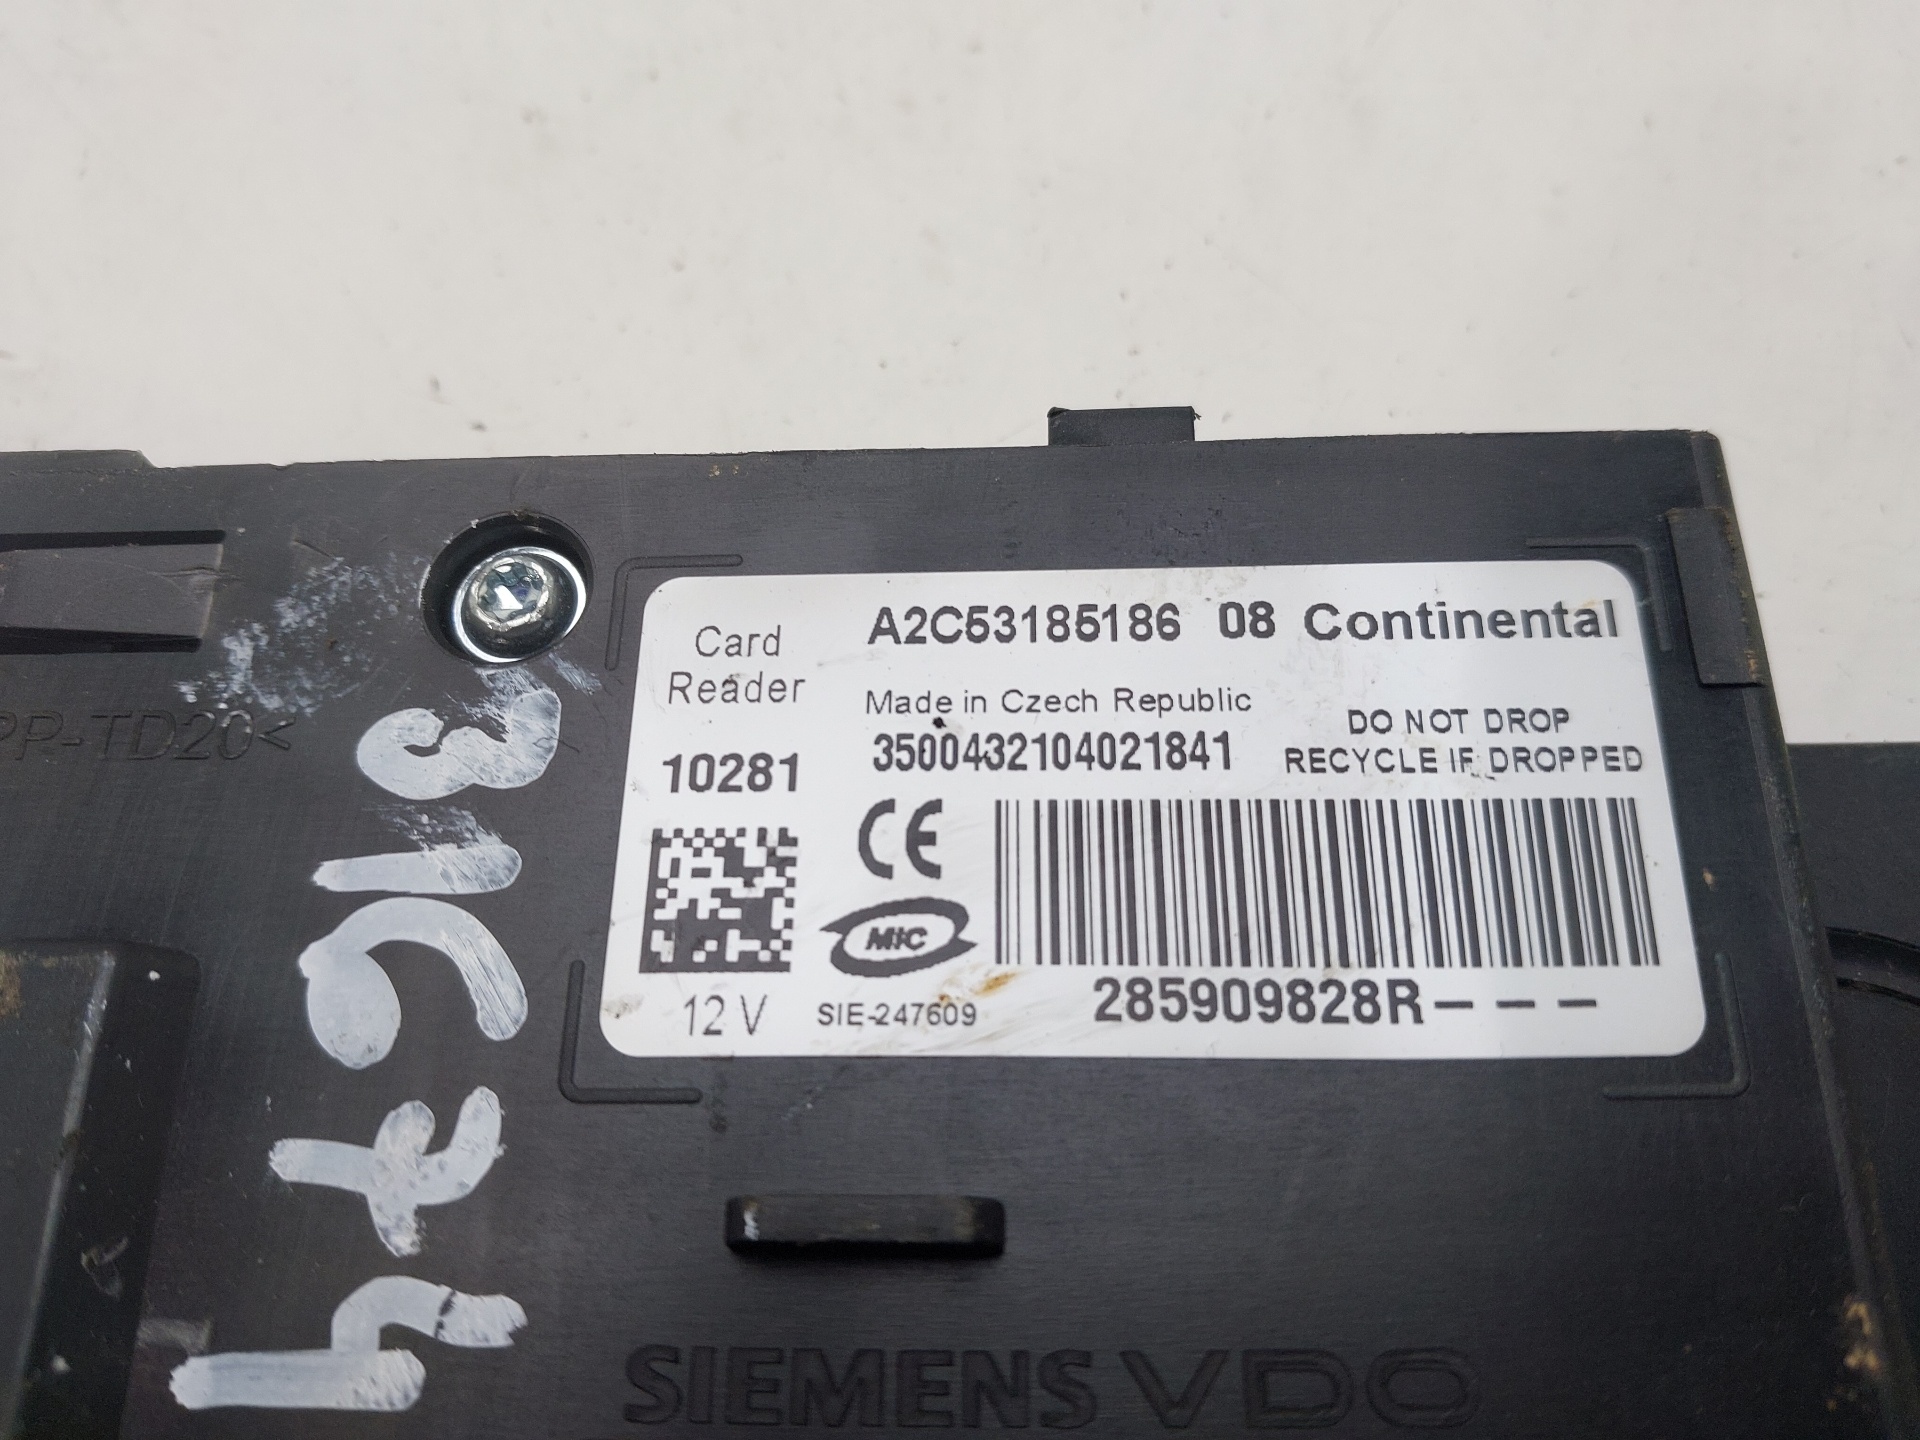 Card
Reader
A2C53185186 08 Continental
Made in Czech Republic
DO NOT DROP
RECYCLE IF DROPPED
10281
3500432104021841
CE
MIC
12 V
SIE-247609
285909828R---
PP-TD20<
SIEMENS VDO